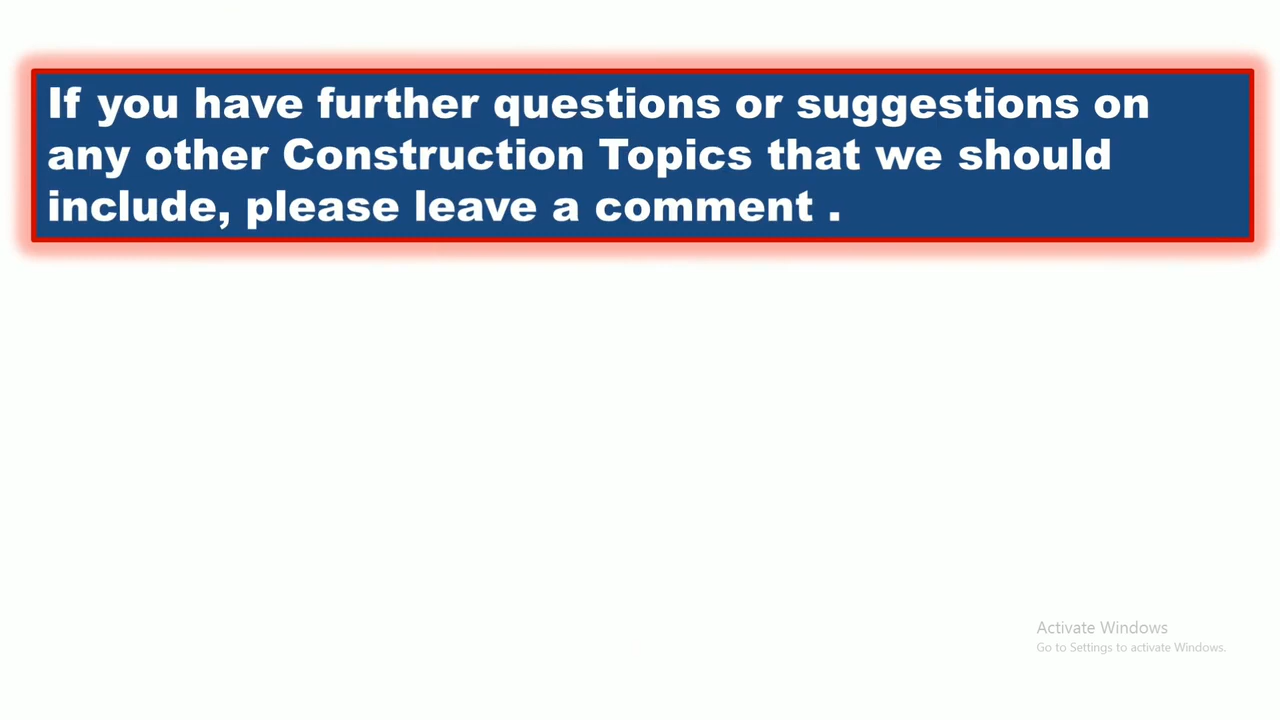 If you have further questions or suggestions on
any other Construction Topics that we should
include, please leave a comment .
Activate Windows
Go to Settings to activate Windows.